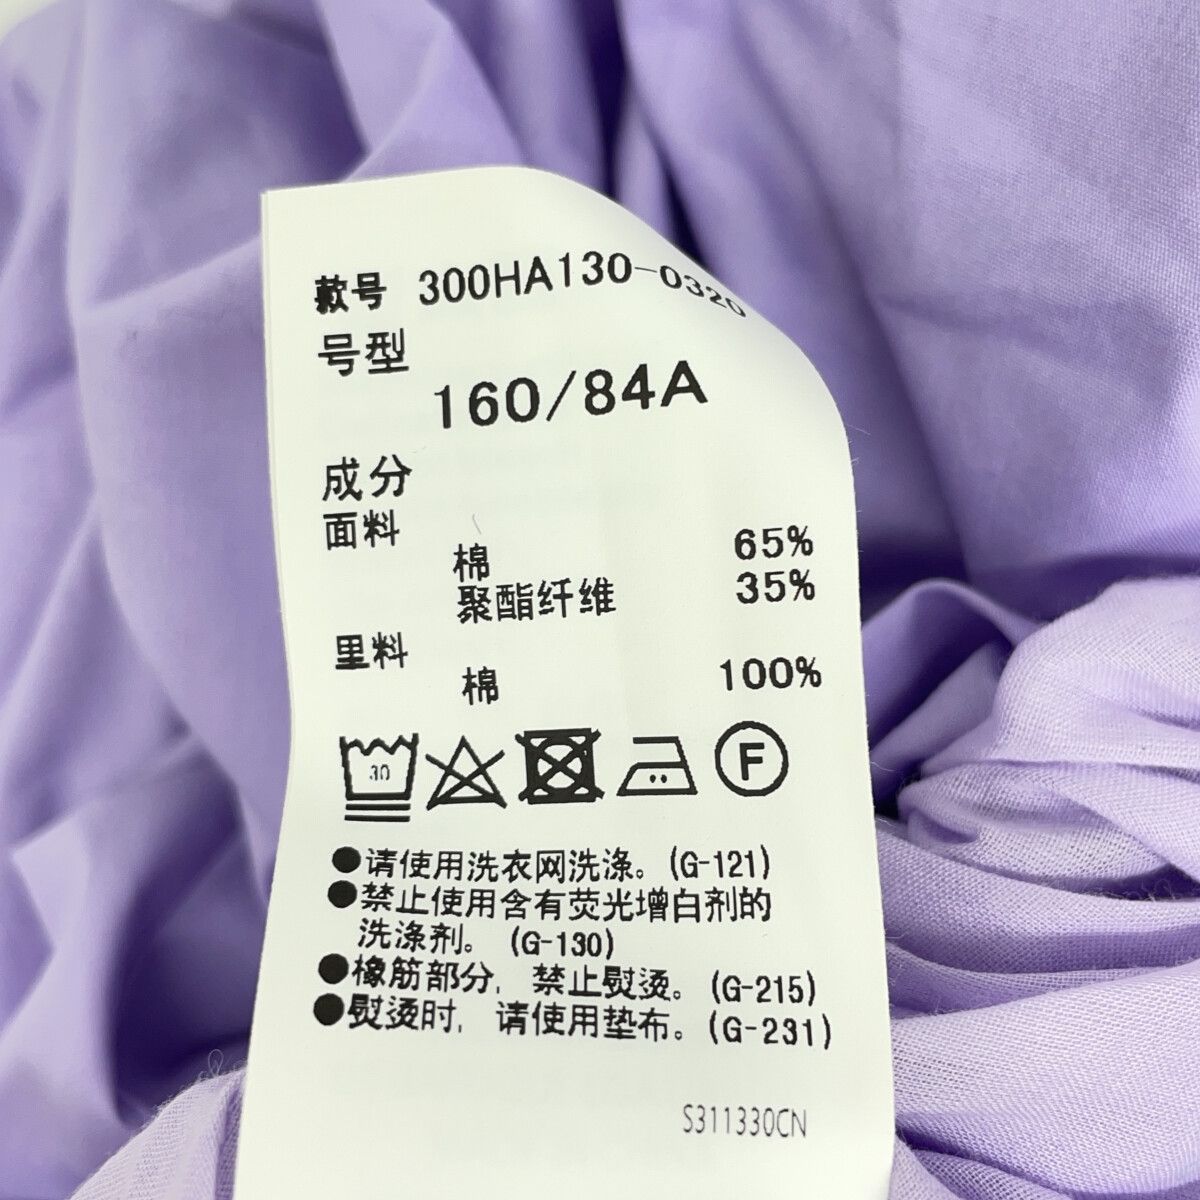 款号 300HA130-0320
号型
160/84A
成分
面料
棉 65%
聚酯纤维 35%
里料
棉 100%
30 F
●请使用洗衣网洗涤。(G-121)
●禁止使用含有荧光增白剂的
洗涤剂。(G-130)
●橡筋部分，禁止熨烫。(G-215)
●熨烫时，请使用垫布。(G-231)
S311330CN